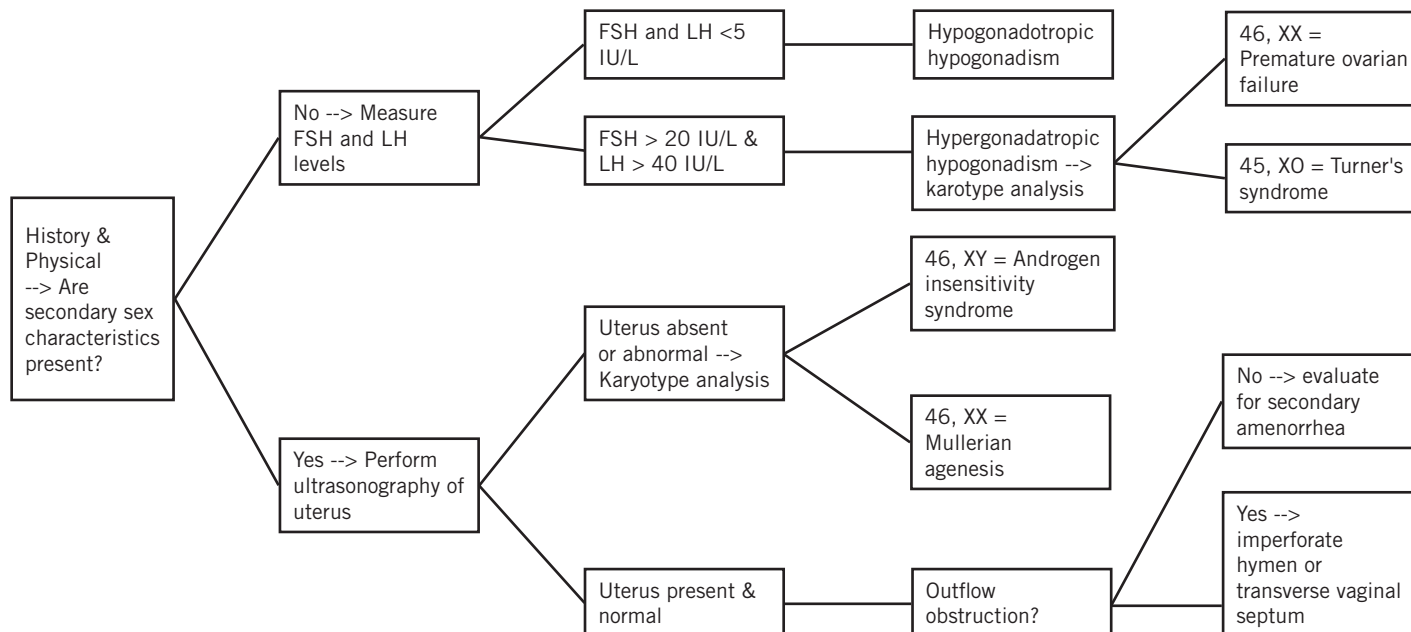 History &
Physical
--> Are
secondary sex
characteristics
present?
No --> Measure
FSH and LH
levels
FSH and LH <5
IU/L
Hypogonadotropic
hypogonadism
FSH > 20 IU/L &
LH > 40 IU/L
Hypergonadatropic
hypogonadism -->
karotype analysis
46, XX =
Premature ovarian
failure
45, XO = Turner's
syndrome
Yes --> Perform
ultrasonography of
uterus
Uterus absent
or abnormal -->
Karyotype analysis
46, XY = Androgen
insensitivity
syndrome
46, XX =
Mullerian
agenesis
Uterus present &
normal
Outflow
obstruction?
No --> evaluate
for secondary
amenorrhea
Yes -->
imperforate
hymen or
transverse vaginal
septum